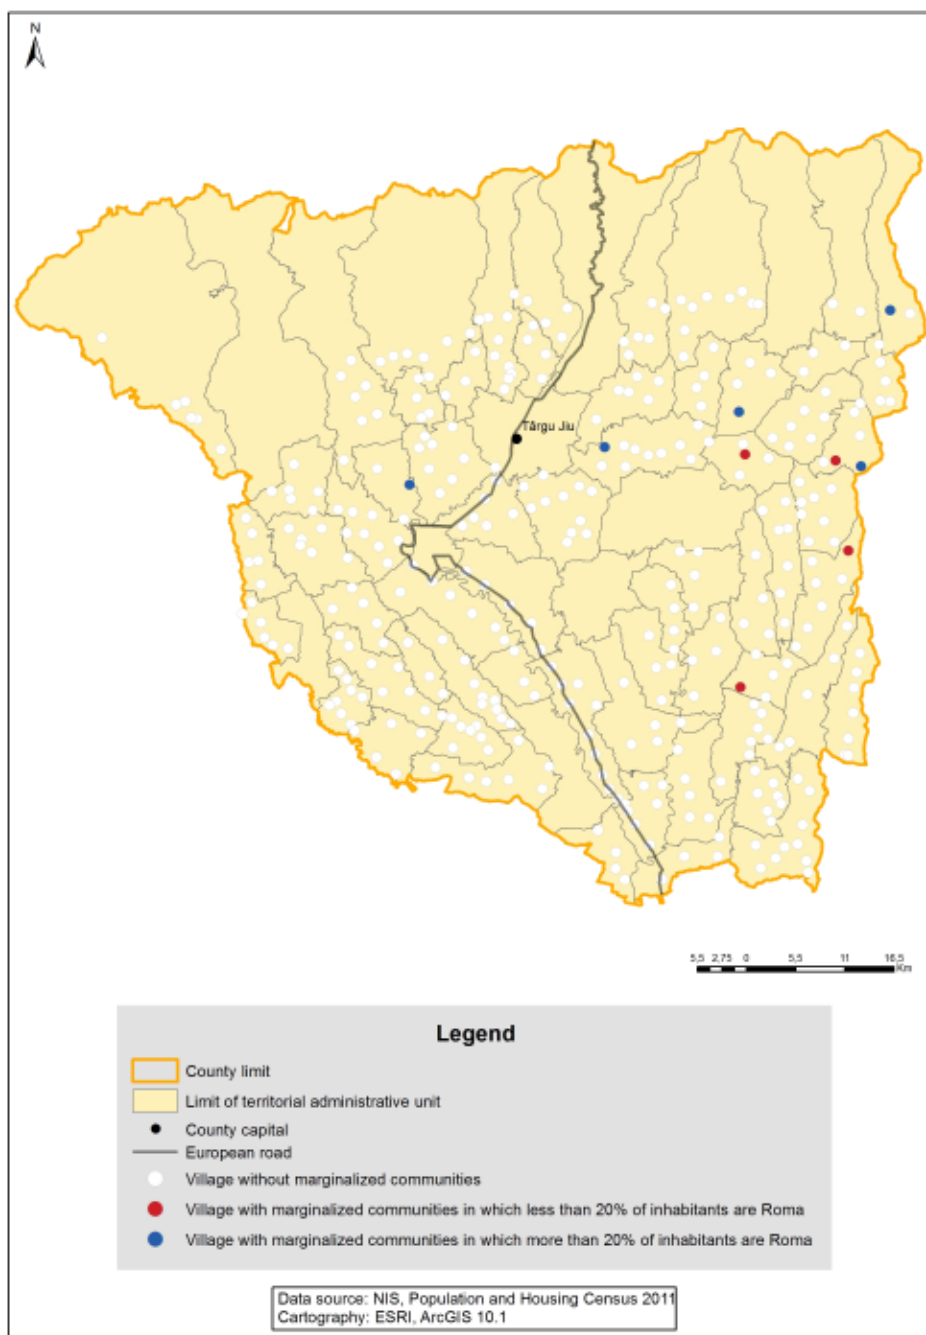 N
Târgu Jiu
5,5 2,75 0 5,5 11 16,5
Km
Legend
County limit
Limit of territorial administrative unit
County capital
European road
Village without marginalized communities
Village with marginalized communities in which less than 20% of inhabitants are Roma
Village with marginalized communities in which more than 20% of inhabitants are Roma
Data source: NIS, Population and Housing Census 2011
Cartography: ESRI, ArcGIS 10.1